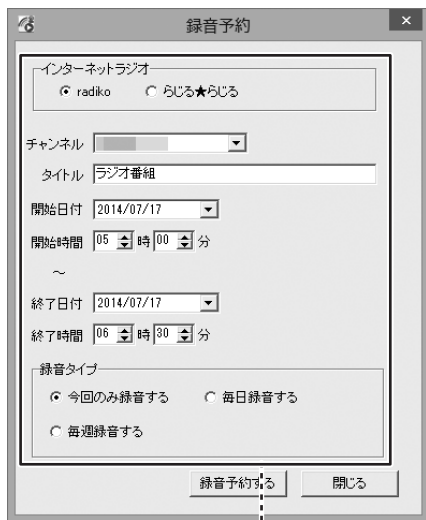 録音予約
インターネットラジオ
radiko らじる★らじる
チャンネル
タイトル ラジオ番組
開始日付 2014/07/17
開始時間 05 時 00 分
～
終了日付 2014/07/17
終了時間 06 時 30 分
録音タイプ
今回のみ録音する 毎日録音する
毎週録音する
録音予約する 閉じる